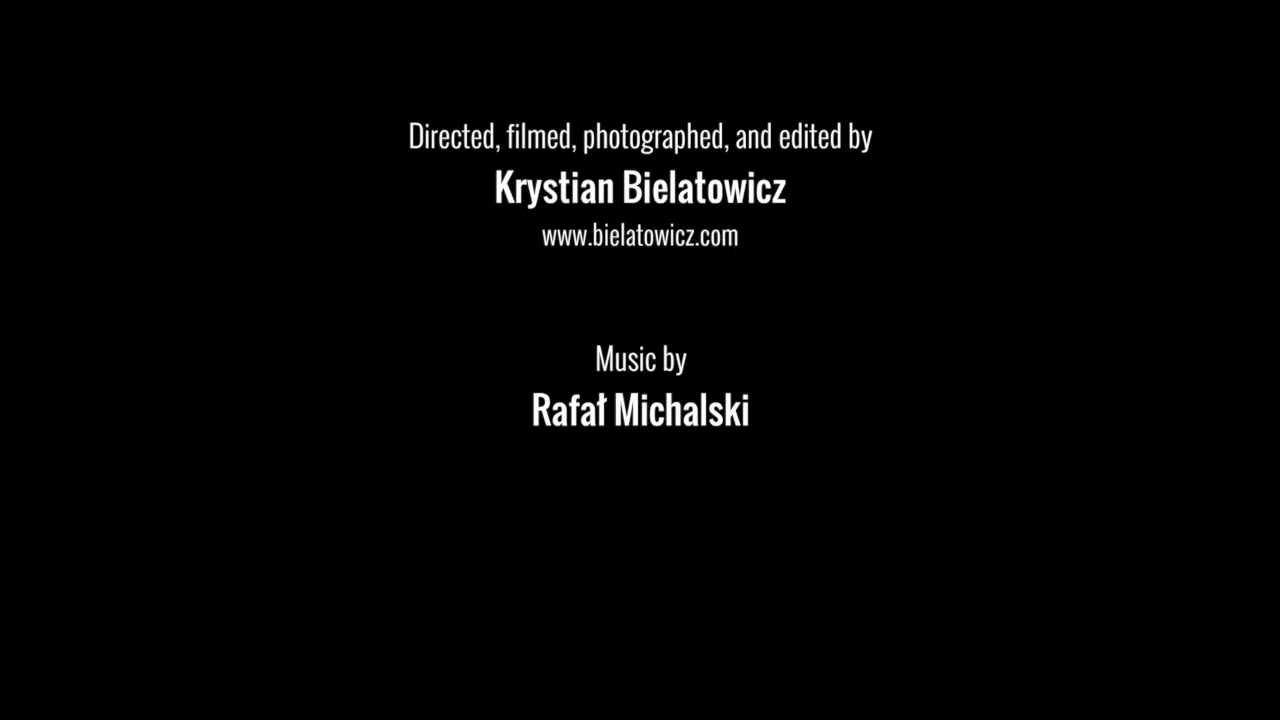 Directed, filmed, photographed, and edited by
Krystian Bielatowicz
www.bielatowicz.com
Music by
Rafał Michalski